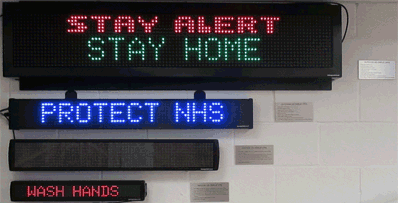 STAY ALERT
STAY HOME
PROTECT NHS
WASH HANDS